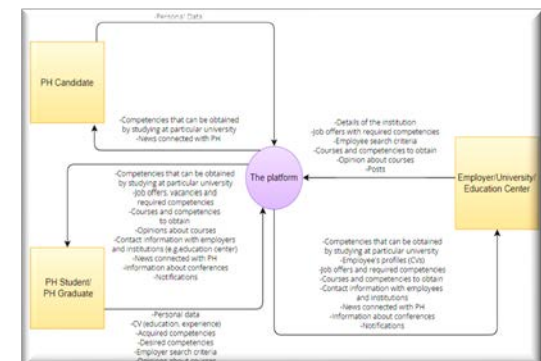 -Personal Data
PH Candidate
-Competencies that can be obtained
by studying at particular university
-News connected with PH
-Details of the institution
-Job offers with required competencies
-Employee search criteria
-Courses and competencies to obtain
-Opinion about courses
-Posts
The platform
Employer/University/
Education Center
-Competencies that can be obtained
by studying at particular university
-Job offers, vacancies and
required competencies
-Courses and competencies
to obtain
-Opinions about courses
-Contact information with employers
and institutions (e.g.education center)
-News connected with PH
-Information about conferences
-Notifications
-Competencies that can be obtained
by studying at particular university
-Employee's profiles (CVs)
-Job offers and required competencies
-Courses and competencies to obtain
-Contact information with employees
and institutions
-News connected with PH
-Information about conferences
-Notifications
PH Student/
PH Graduate
-Personal data
-CV (education, experience)
-Acquired competencies
-Desired competencies
-Employer search criteria
-Opinions about courses